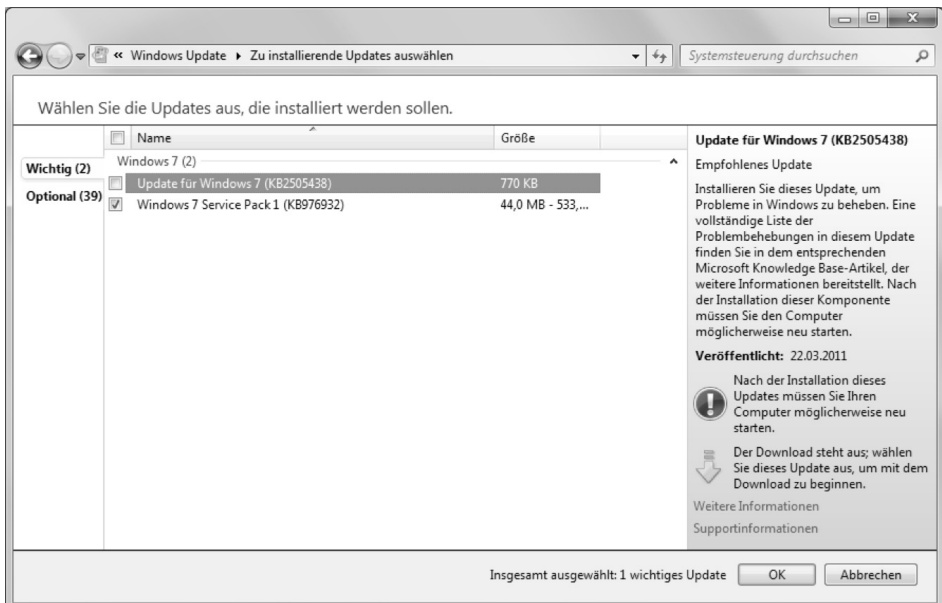 « Windows Update ▸ Zu installierende Updates auswählen
Systemsteuerung durchsuchen
Wählen Sie die Updates aus, die installiert werden sollen.
Name Größe
Wichtig (2)
Optional (39)
Windows 7 (2)
Update für Windows 7 (KB2505438) 770 KB
Windows 7 Service Pack 1 (KB976932) 44,0 MB - 533,...
Update für Windows 7 (KB2505438)
Empfohlenes Update
Installieren Sie dieses Update, um
Probleme in Windows zu beheben. Eine
vollständige Liste der
Problembehebungen in diesem Update
finden Sie in dem entsprechenden
Microsoft Knowledge Base-Artikel, der
weitere Informationen bereitstellt. Nach
der Installation dieser Komponente
müssen Sie den Computer
möglicherweise neu starten.
Veröffentlicht: 22.03.2011
Nach der Installation dieses
Updates müssen Sie Ihren
Computer möglicherweise neu
starten.
Der Download steht aus; wählen
Sie dieses Update aus, um mit dem
Download zu beginnen.
Weitere Informationen
Supportinformationen
Insgesamt ausgewählt: 1 wichtiges Update OK Abbrechen